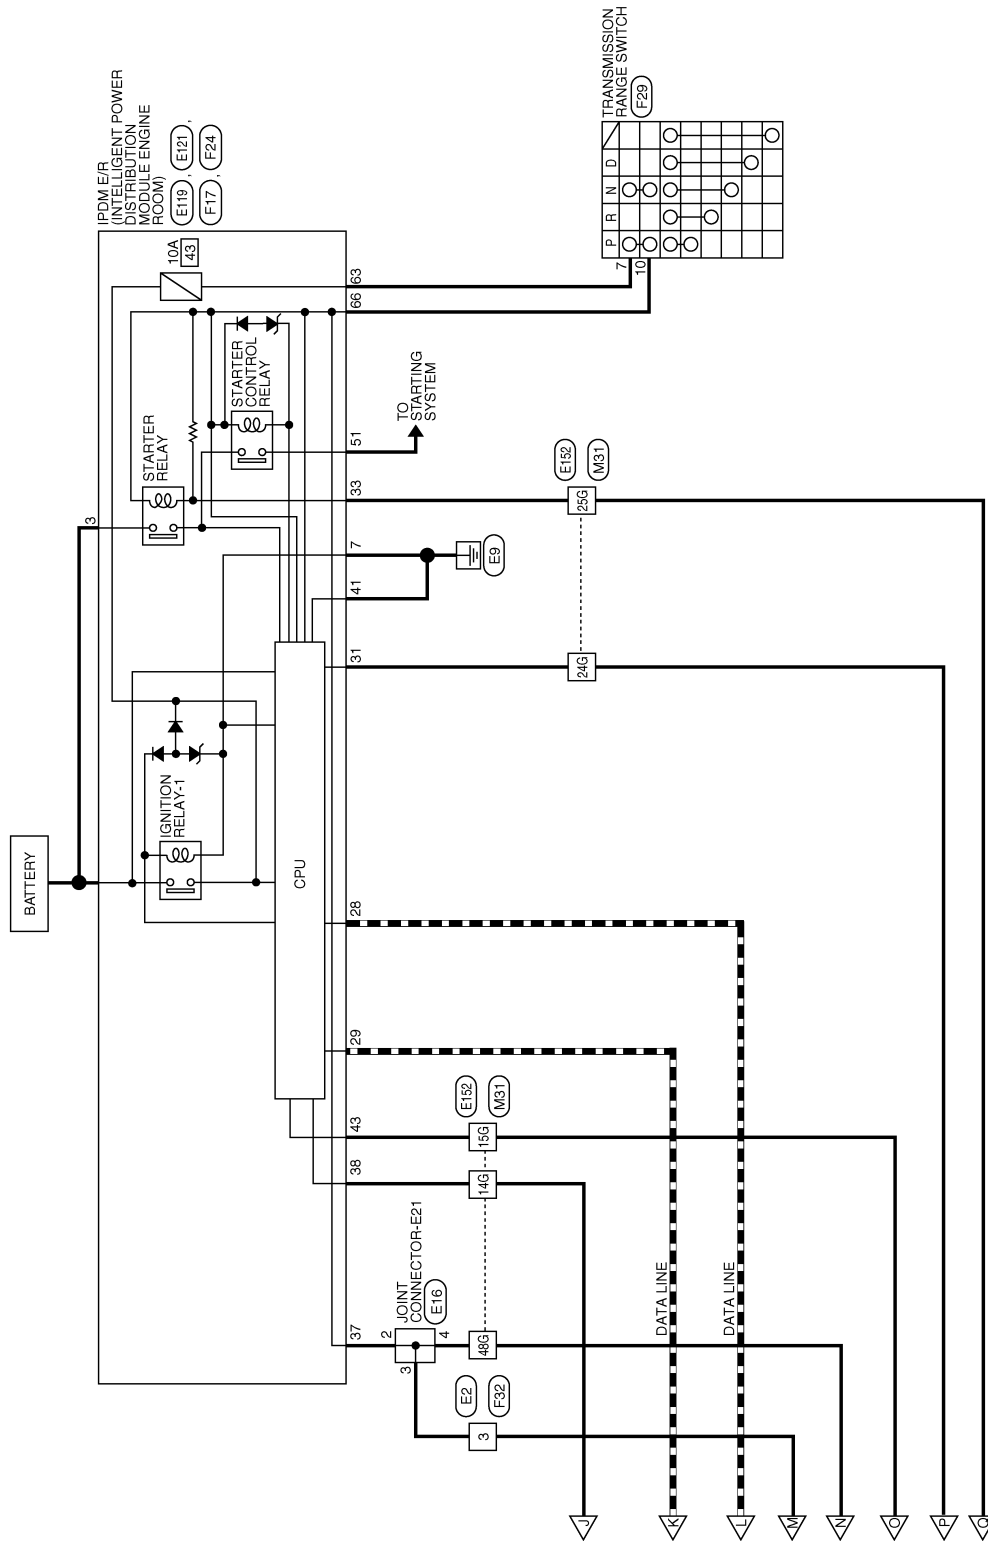 BATTERY
IPDM E/R
(INTELLIGENT POWER
DISTRIBUTION
MODULE ENGINE
ROOM)
E119 , E121 ,
F17 , F24
3
10A
43
IGNITION
RELAY-1
STARTER
RELAY
STARTER
CONTROL
RELAY
CPU
37
38
43
29
28
31
41
7
33
51
66
63
JOINT
CONNECTOR-E21
E16
2
3
4
E2
F32
3
48G
14G
15G
E152
M31
E9
TO
STARTING
SYSTEM
24G
25G
E152
M31
TRANSMISSION
RANGE SWITCH
F29
P R N D
7
10
DATA LINE
DATA LINE
J
K
L
M
N
O
P
Q